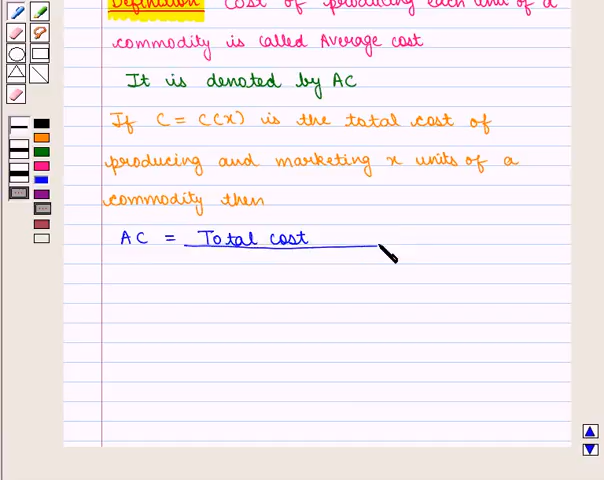 Definition Cost of producing each unit of a
commodity is called Average cost
It is denoted by AC
If C = C(x) is the total cost of
producing and marketing x units of a
commodity then
AC = Total cost